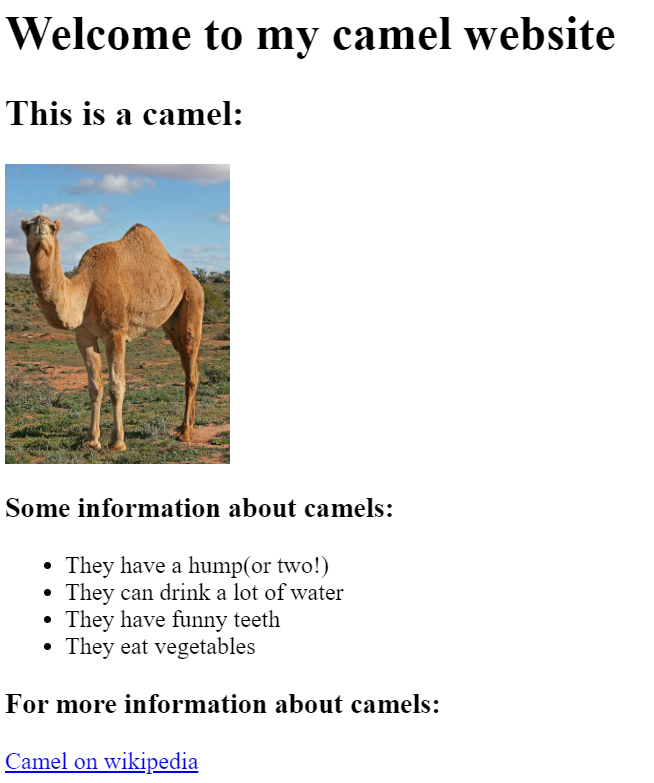 Welcome to my camel website
This is a camel:
Some information about camels:
They have a hump(or two!)
They can drink a lot of water
They have funny teeth
They eat vegetables
For more information about camels:
Camel on wikipedia